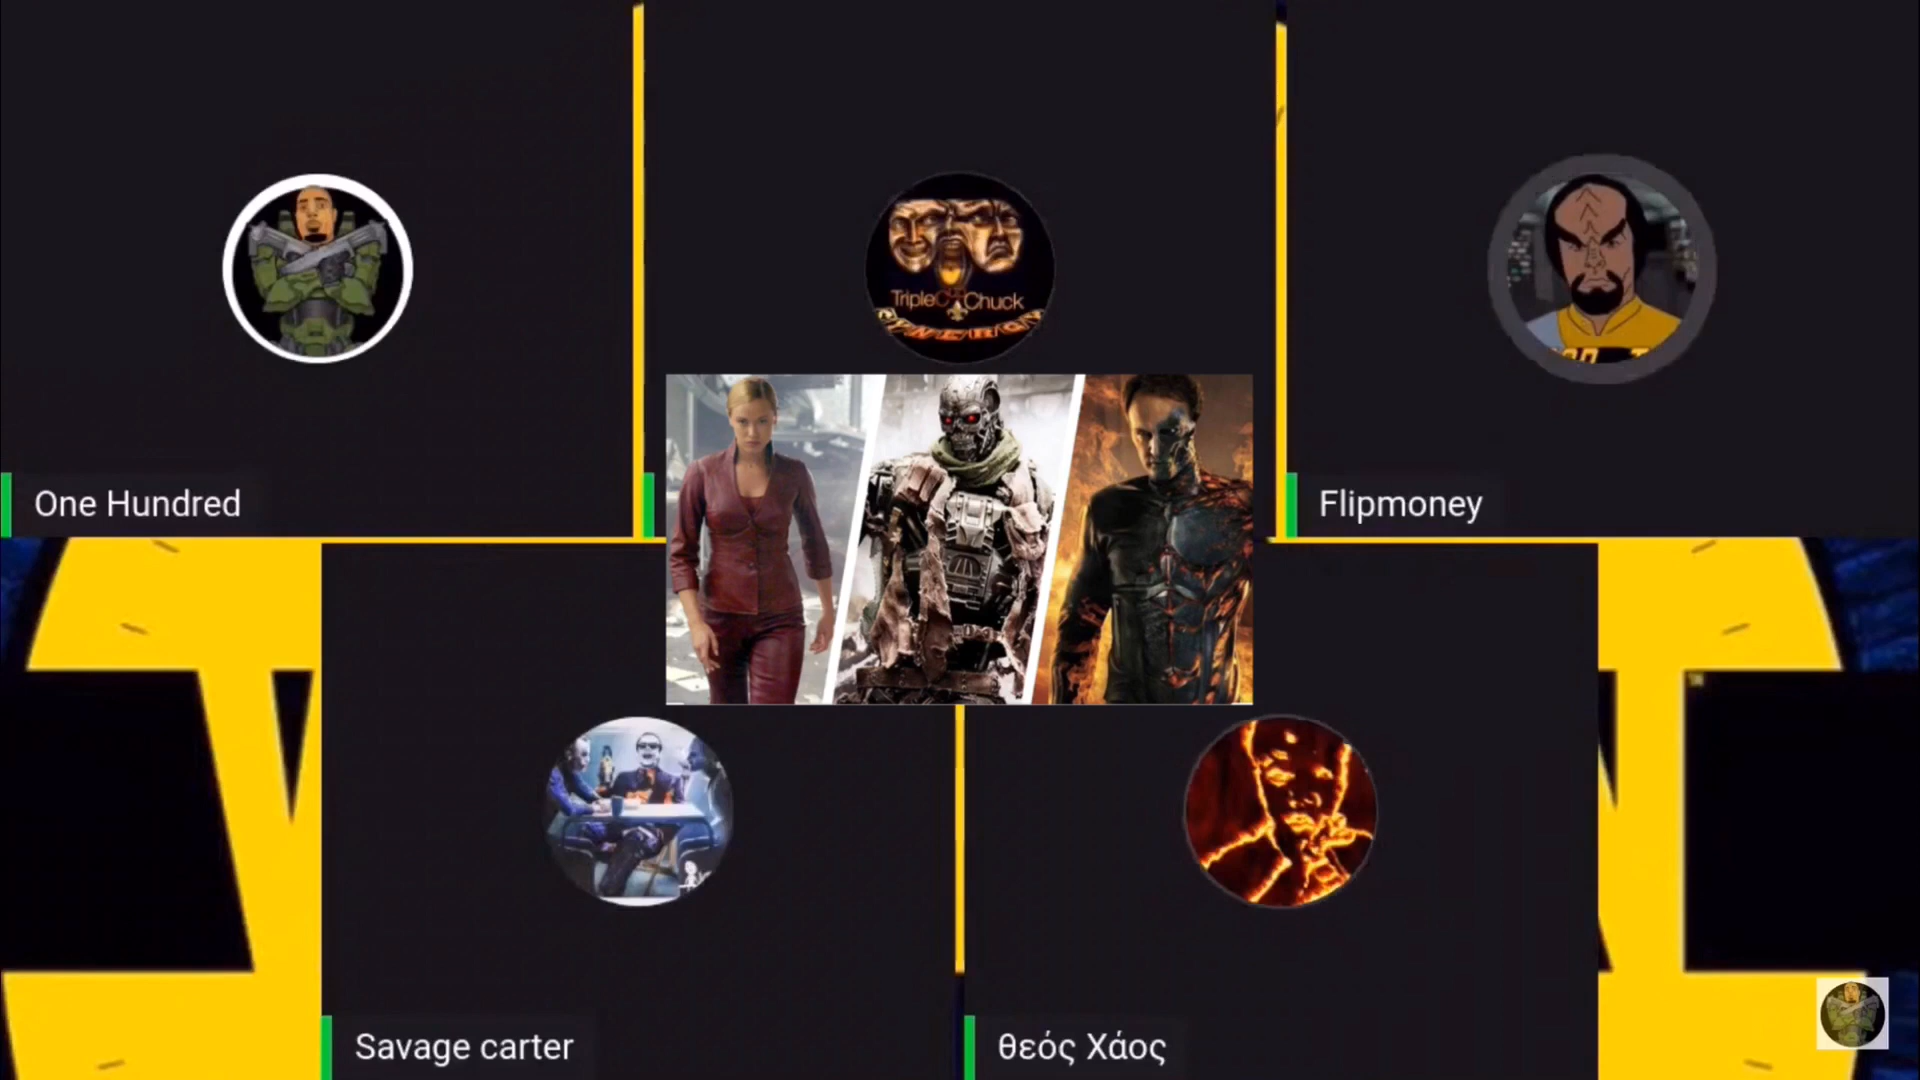 TripleC Chuck
One Hundred
Flipmoney
Savage carter
θεός Χάος